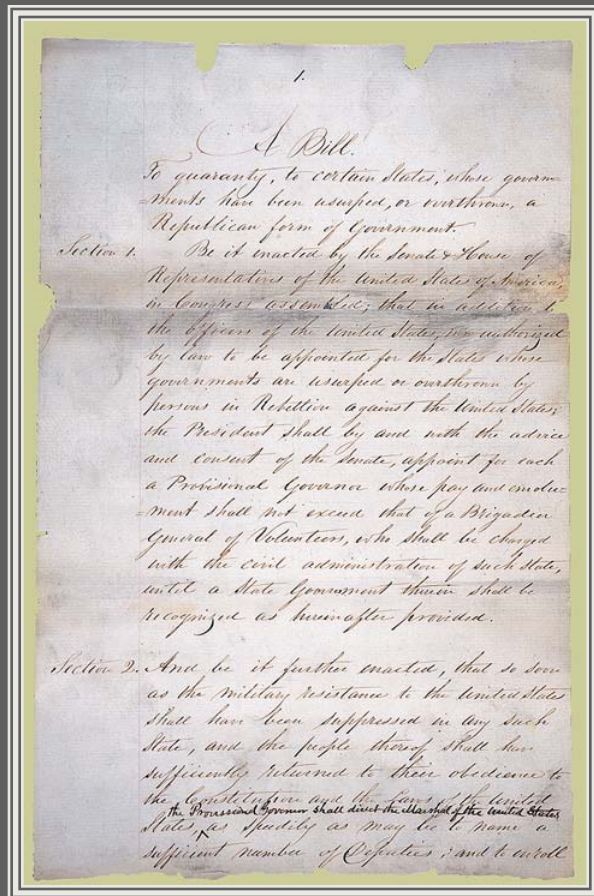 1.
A Bill.
To guaranty, to certain States, whose govern=
=ments have been usurped, or overthrown, a
Republican form of Government.
Section 1. Be it enacted by the Senate & House of
Representatives of the United States of America,
in Congress assembled, that in addition to
the Officers of the United States, now authorized
by law to be appointed for the States whose
governments are usurped or overthrown by
persons in Rebellion against the United States;
the President shall by and with the advice
and consent of the Senate, appoint for each
a Provisional Governor whose pay and emolu=
=ment shall not exceed that of a Brigadier
General of Volunteers, who shall be charged
with the civil administration of such State,
until a State Government therein shall be
recognized as hereinafter provided.
Section 2. And be it further enacted, that so soon
as the military resistance to the United States
shall have been suppressed in any such
State, and the people thereof shall have
sufficiently returned to their obedience to
the Constitution and the Laws of the United
the Provisional Governor shall direct the Marshal of the United States
States, as speedily as may be to name a
sufficient number of Deputies; and to enroll